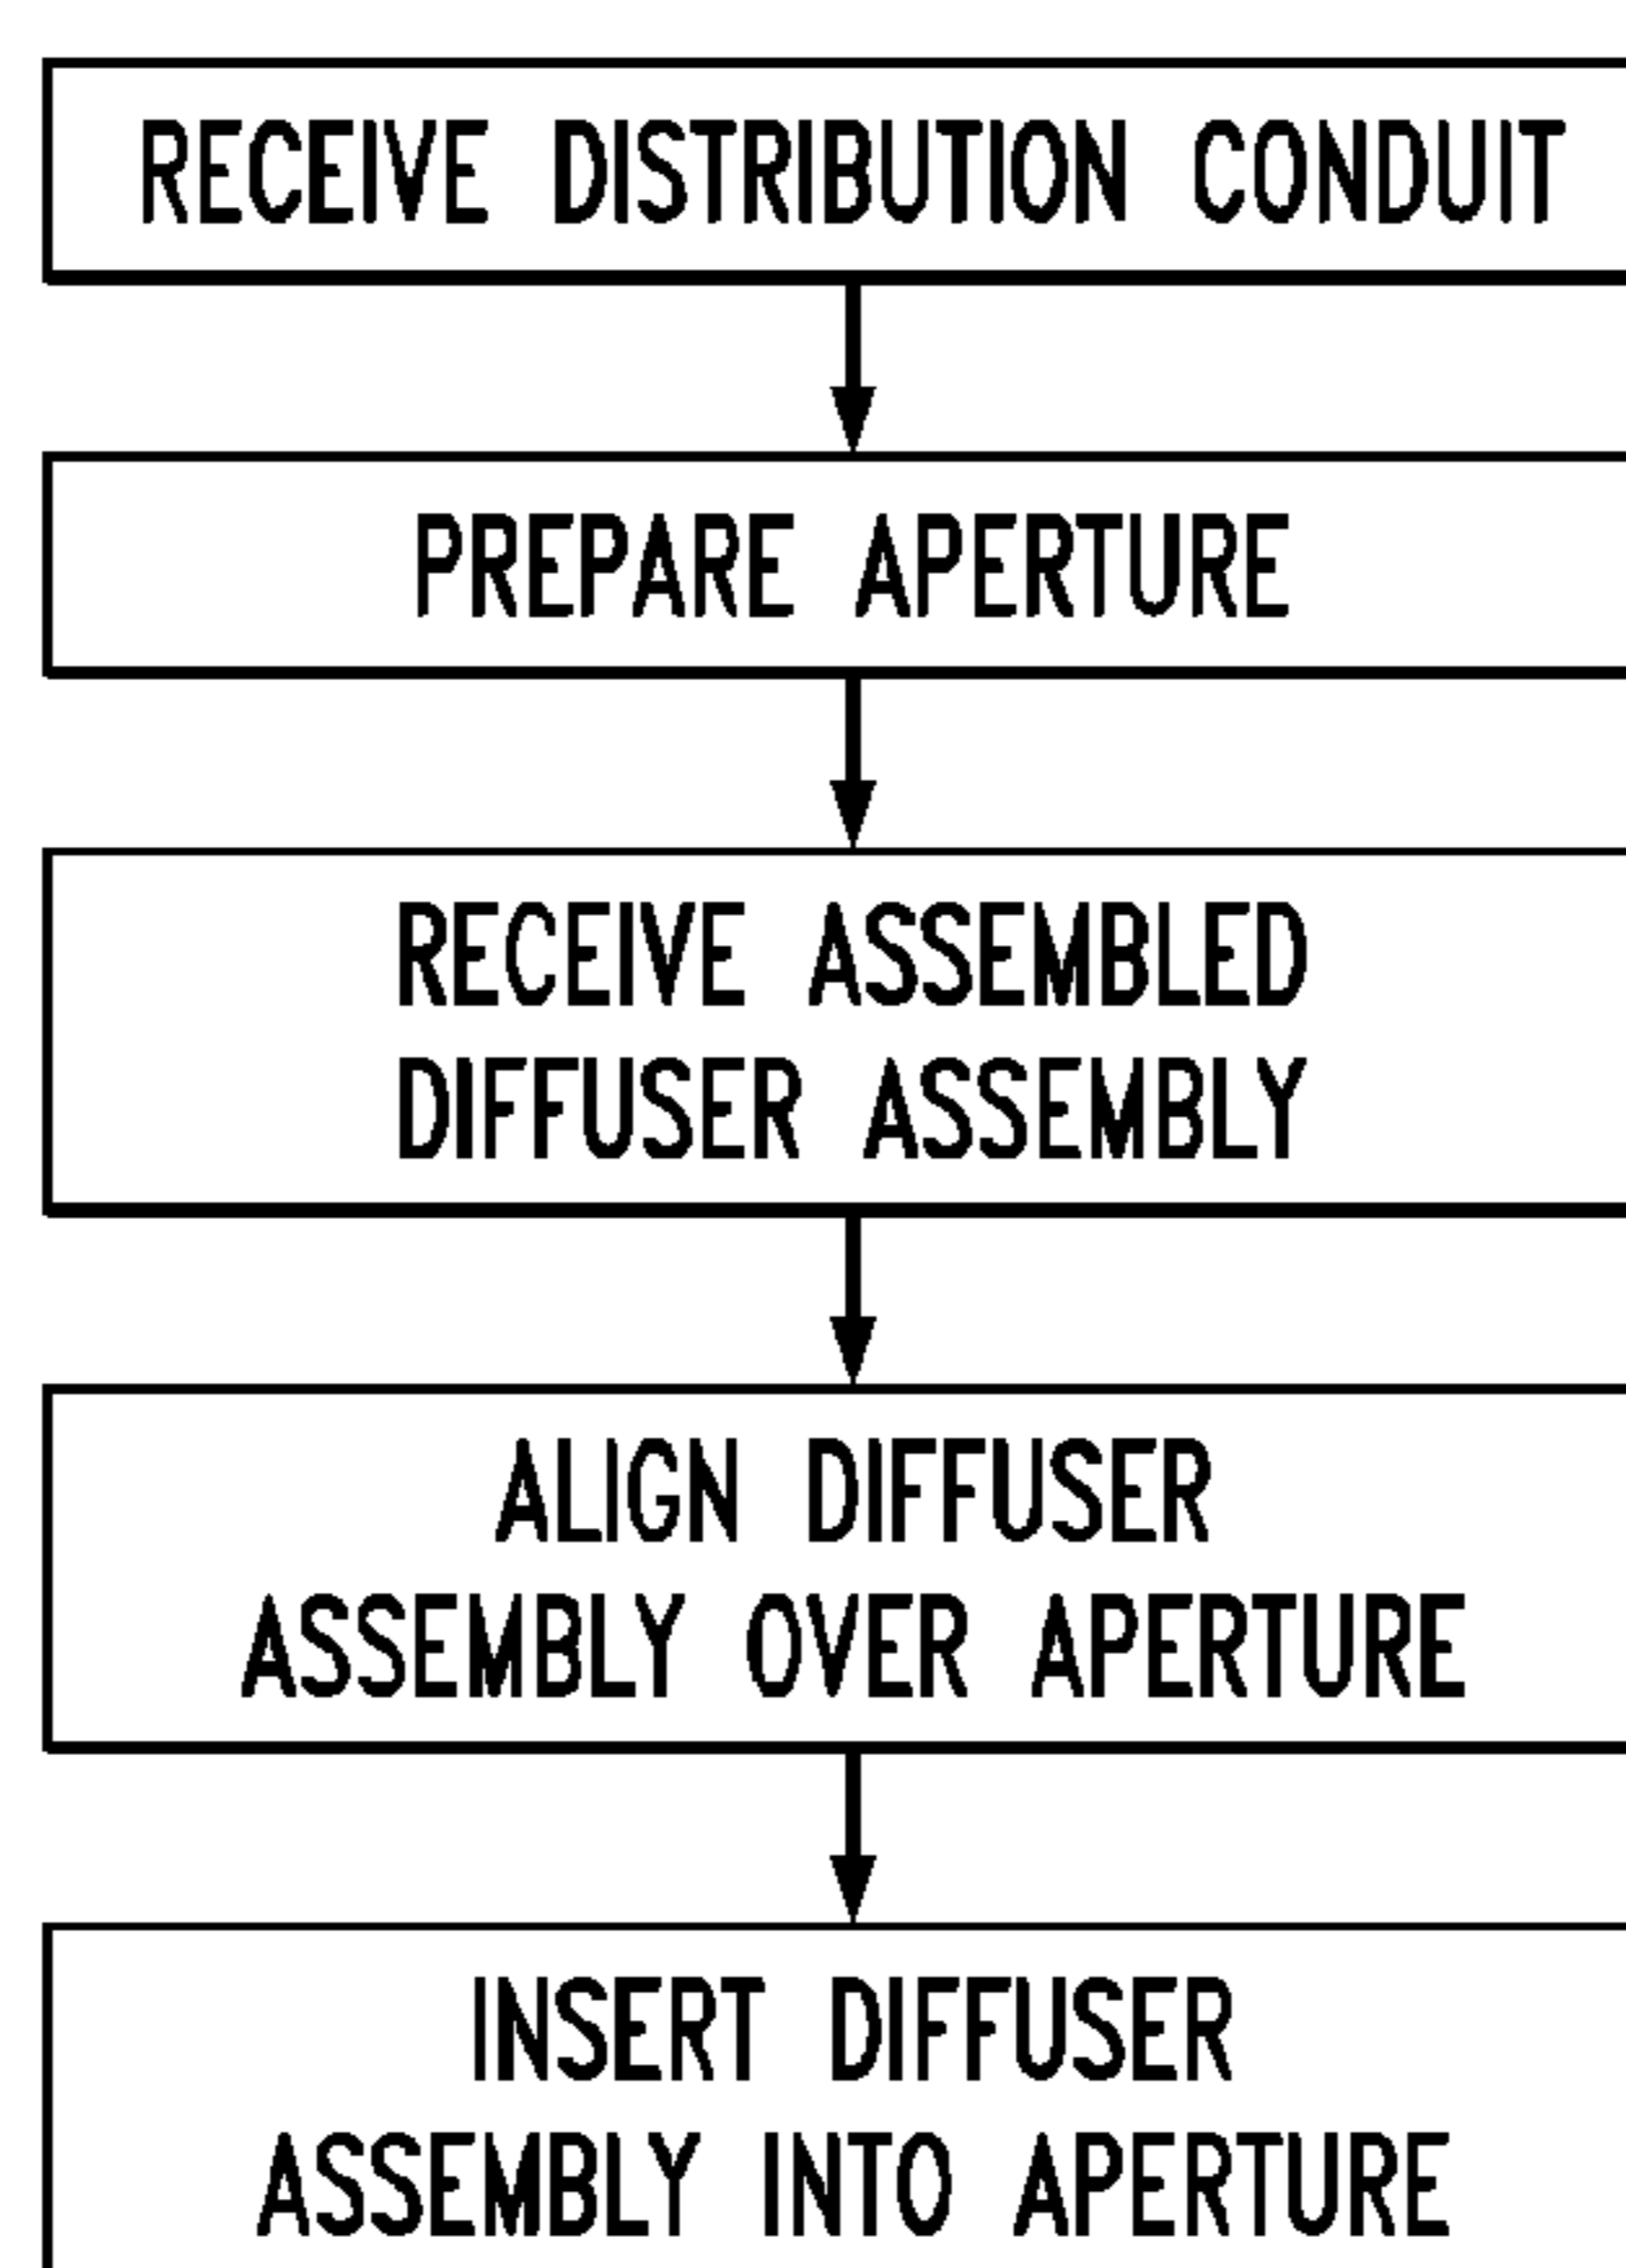 RECEIVE DISTRIBUTION CONDUIT
PREPARE APERTURE
RECEIVE ASSEMBLED
DIFFUSER ASSEMBLY
ALIGN DIFFUSER
ASSEMBLY OVER APERTURE
INSERT DIFFUSER
ASSEMBLY INTO APERTURE